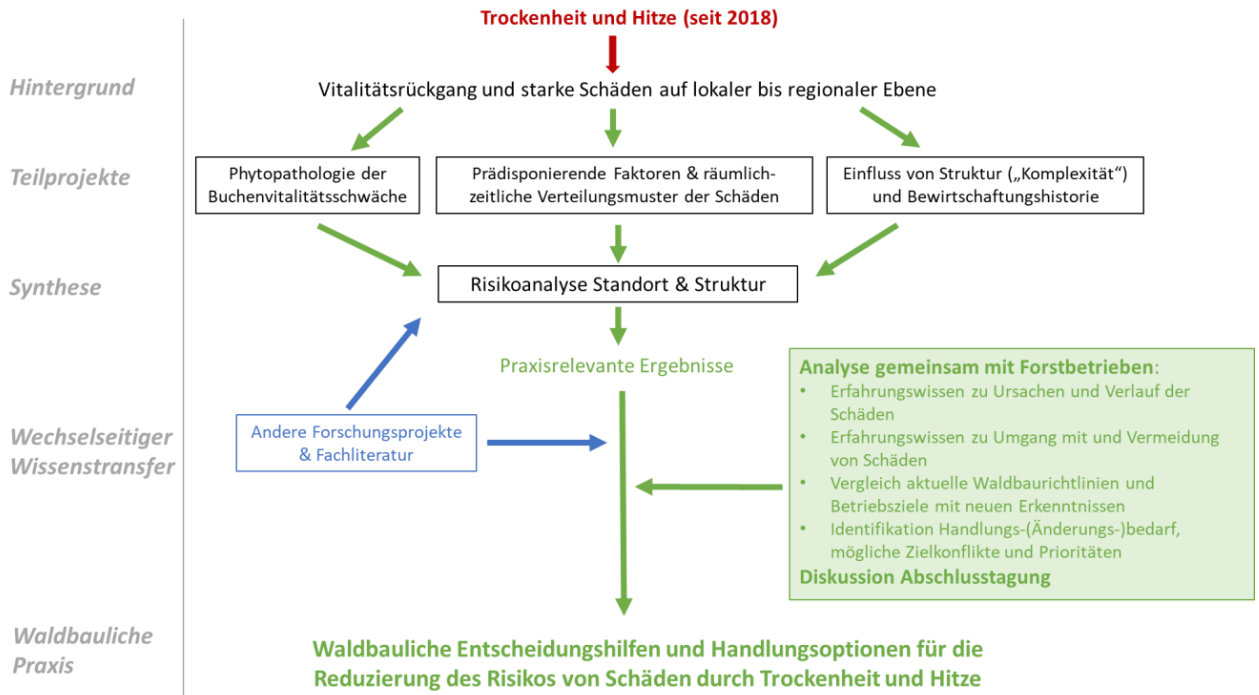 Trockenheit und Hitze (seit 2018)
Hintergrund
Vitalitätsrückgang und starke Schäden auf lokaler bis regionaler Ebene
Teilprojekte
Phytopathologie der
Buchenvitalitätsschwäche
Prädisponierende Faktoren & räumlich-
zeitliche Verteilungsmuster der Schäden
Einfluss von Struktur („Komplexität“)
und Bewirtschaftungshistorie
Synthese
Risikoanalyse Standort & Struktur
Praxisrelevante Ergebnisse
Wechselseitiger
Wissenstransfer
Andere Forschungsprojekte
& Fachliteratur
Analyse gemeinsam mit Forstbetrieben:
• Erfahrungswissen zu Ursachen und Verlauf der
Schäden
• Erfahrungswissen zu Umgang mit und Vermeidung
von Schäden
• Vergleich aktuelle Waldbaurichtlinien und
Betriebsziele mit neuen Erkenntnissen
• Identifikation Handlungs-(Änderungs-)bedarf,
mögliche Zielkonflikte und Prioritäten
Diskussion Abschlusstagung
Waldbauliche
Praxis
Waldbauliche Entscheidungshilfen und Handlungsoptionen für die
Reduzierung des Risikos von Schäden durch Trockenheit und Hitze